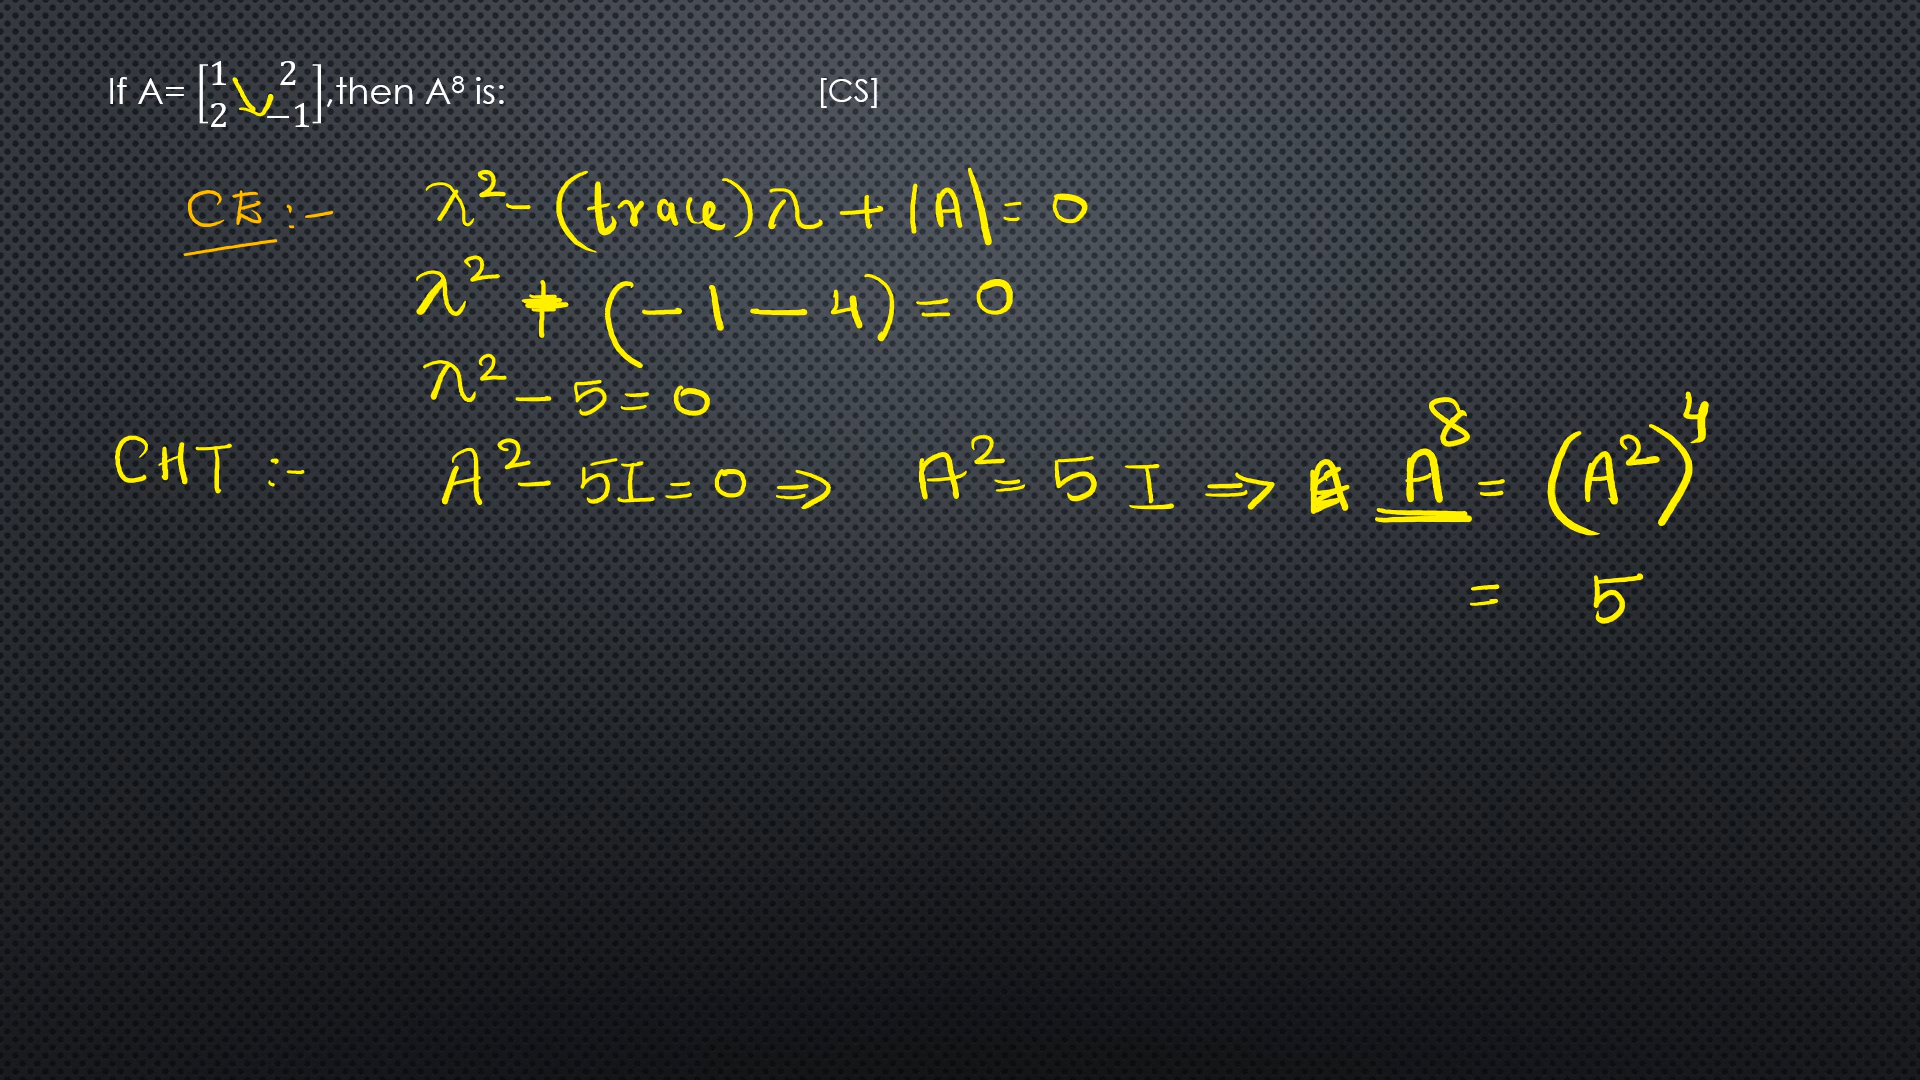 If A= [1 2 2 −1],then A⁸ is: [CS]
CE :- λ² - (trace) λ + |A| = 0
λ² + (-1 - 4) = 0
λ² - 5 = 0
CHT :- A² - 5I = 0 ⇒ A² = 5 I ⇒ A⁸ = (A²)⁴
= 5